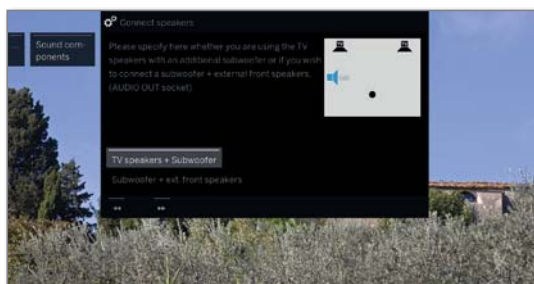 Connect speakers
Sound com-
ponents
Please specify here whether you are using the TV
speakers with an additional subwoofer or if you wish
to connect a subwoofer + external front speakers.
(AUDIO OUT socket)
TV speakers + Subwoofer
Subwoofer + ext. front speakers